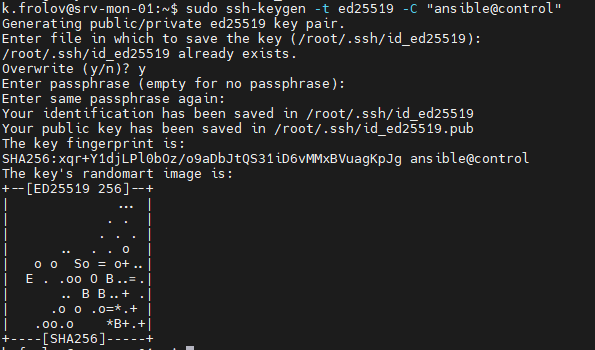 k.frolov@srv-mon-01:~$ sudo ssh-keygen -t ed25519 -C "ansible@control"
Generating public/private ed25519 key pair.
Enter file in which to save the key (/root/.ssh/id_ed25519):
/root/.ssh/id_ed25519 already exists.
Overwrite (y/n)? y
Enter passphrase (empty for no passphrase):
Enter same passphrase again:
Your identification has been saved in /root/.ssh/id_ed25519
Your public key has been saved in /root/.ssh/id_ed25519.pub
The key fingerprint is:
SHA256:xqr+Y1djLPl0bOz/o9aDbJtQS31iD6vMMxBVuagKpJg ansible@control
The key's randomart image is:
+--[ED25519 256]--+
|             ... |
|            . .  |
|           . . . |
|      ..  . . o  |
|   o o  So = o+..|
|  E . .oo O B..=.|
|      .. B B..+ .|
|     .o o .o=*.+ |
|   .oo.o    *B+.+|
+----[SHA256]-----+